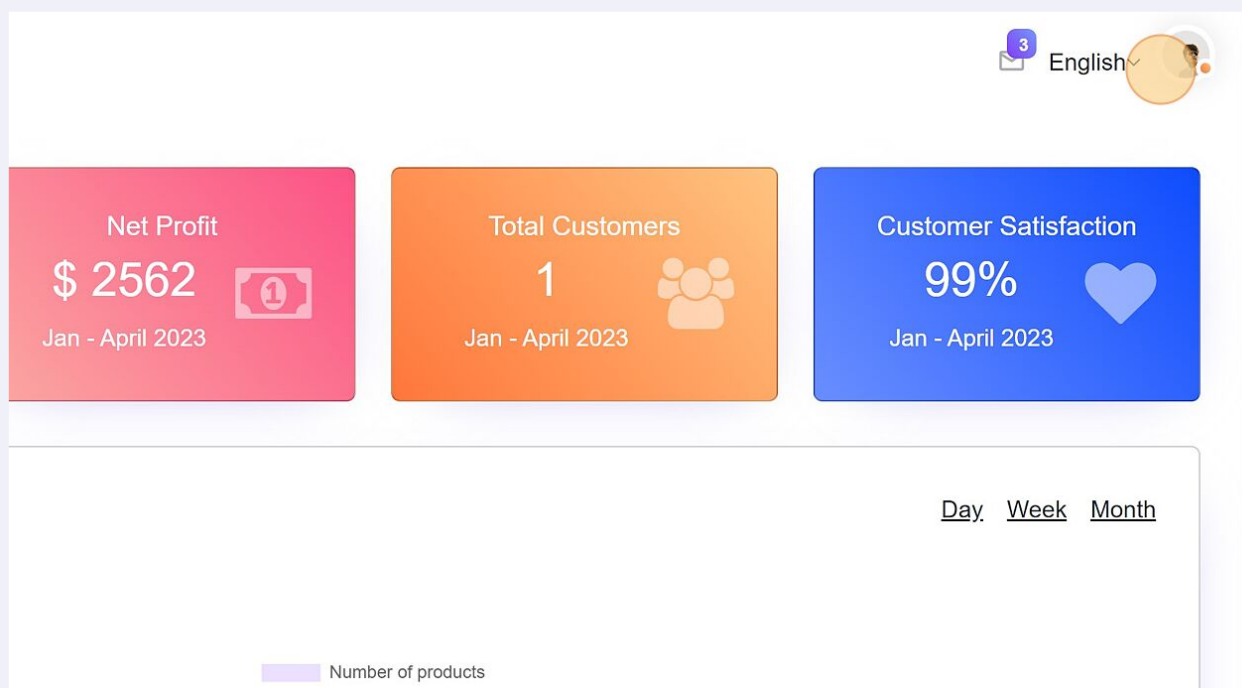 3
English
Net Profit
$ 2562
1
Jan - April 2023
Total Customers
1
Jan - April 2023
Customer Satisfaction
99%
Jan - April 2023
Day Week Month
Number of products